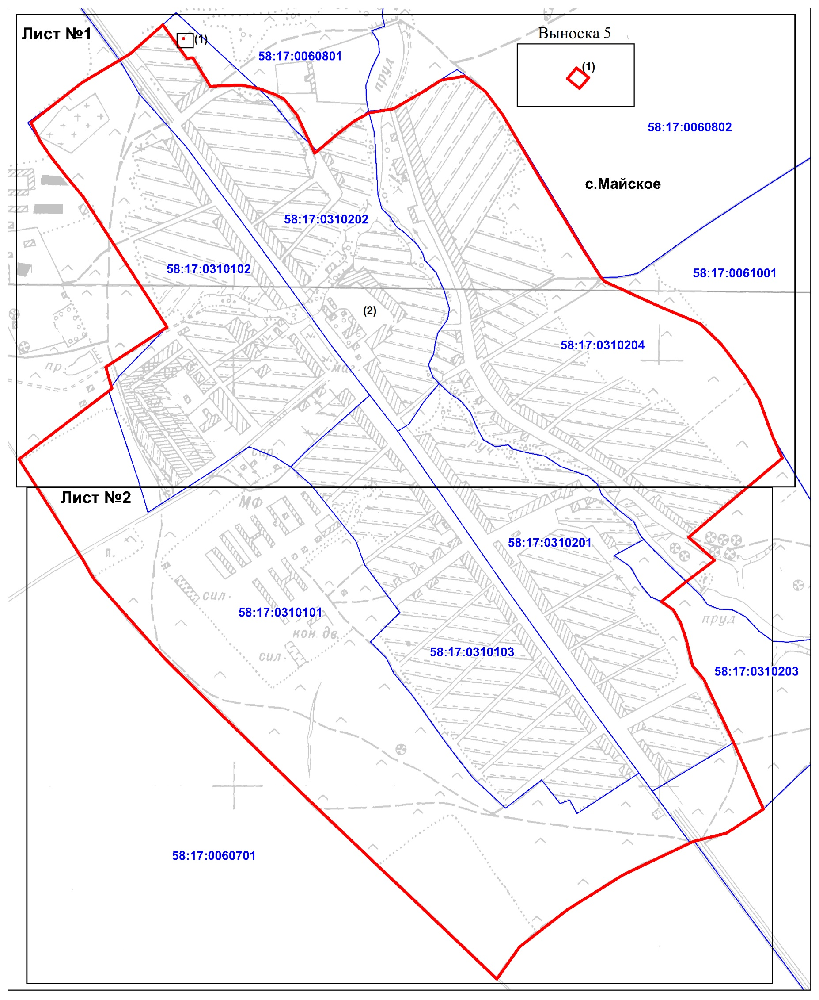 Лист №1
(1)
58:17:0060801
пруд
Выноска 5
(1)
58:17:0060802
с.Майское
58:17:0310202
58:17:0310102
58:17:0061001
(2)
58:17:0310204
пр
маг
руч
сар.
Лист №2
МФ
58:17:0310201
п.
сил.
58:17:0310101
пруд
кон. дв.
сил.
58:17:0310103
58:17:0310203
58:17:0060701